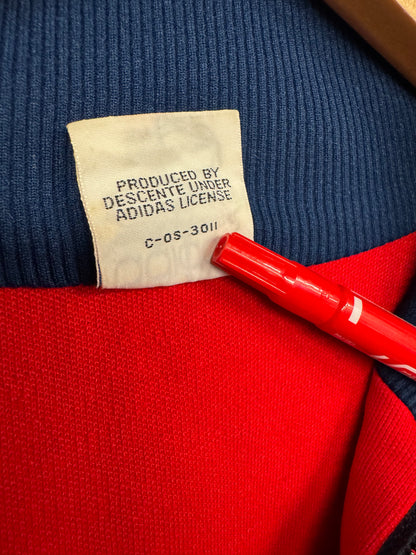 PRODUCED BY
DESCENTE UNDER
ADIDAS LICENSE
C-OS-3011